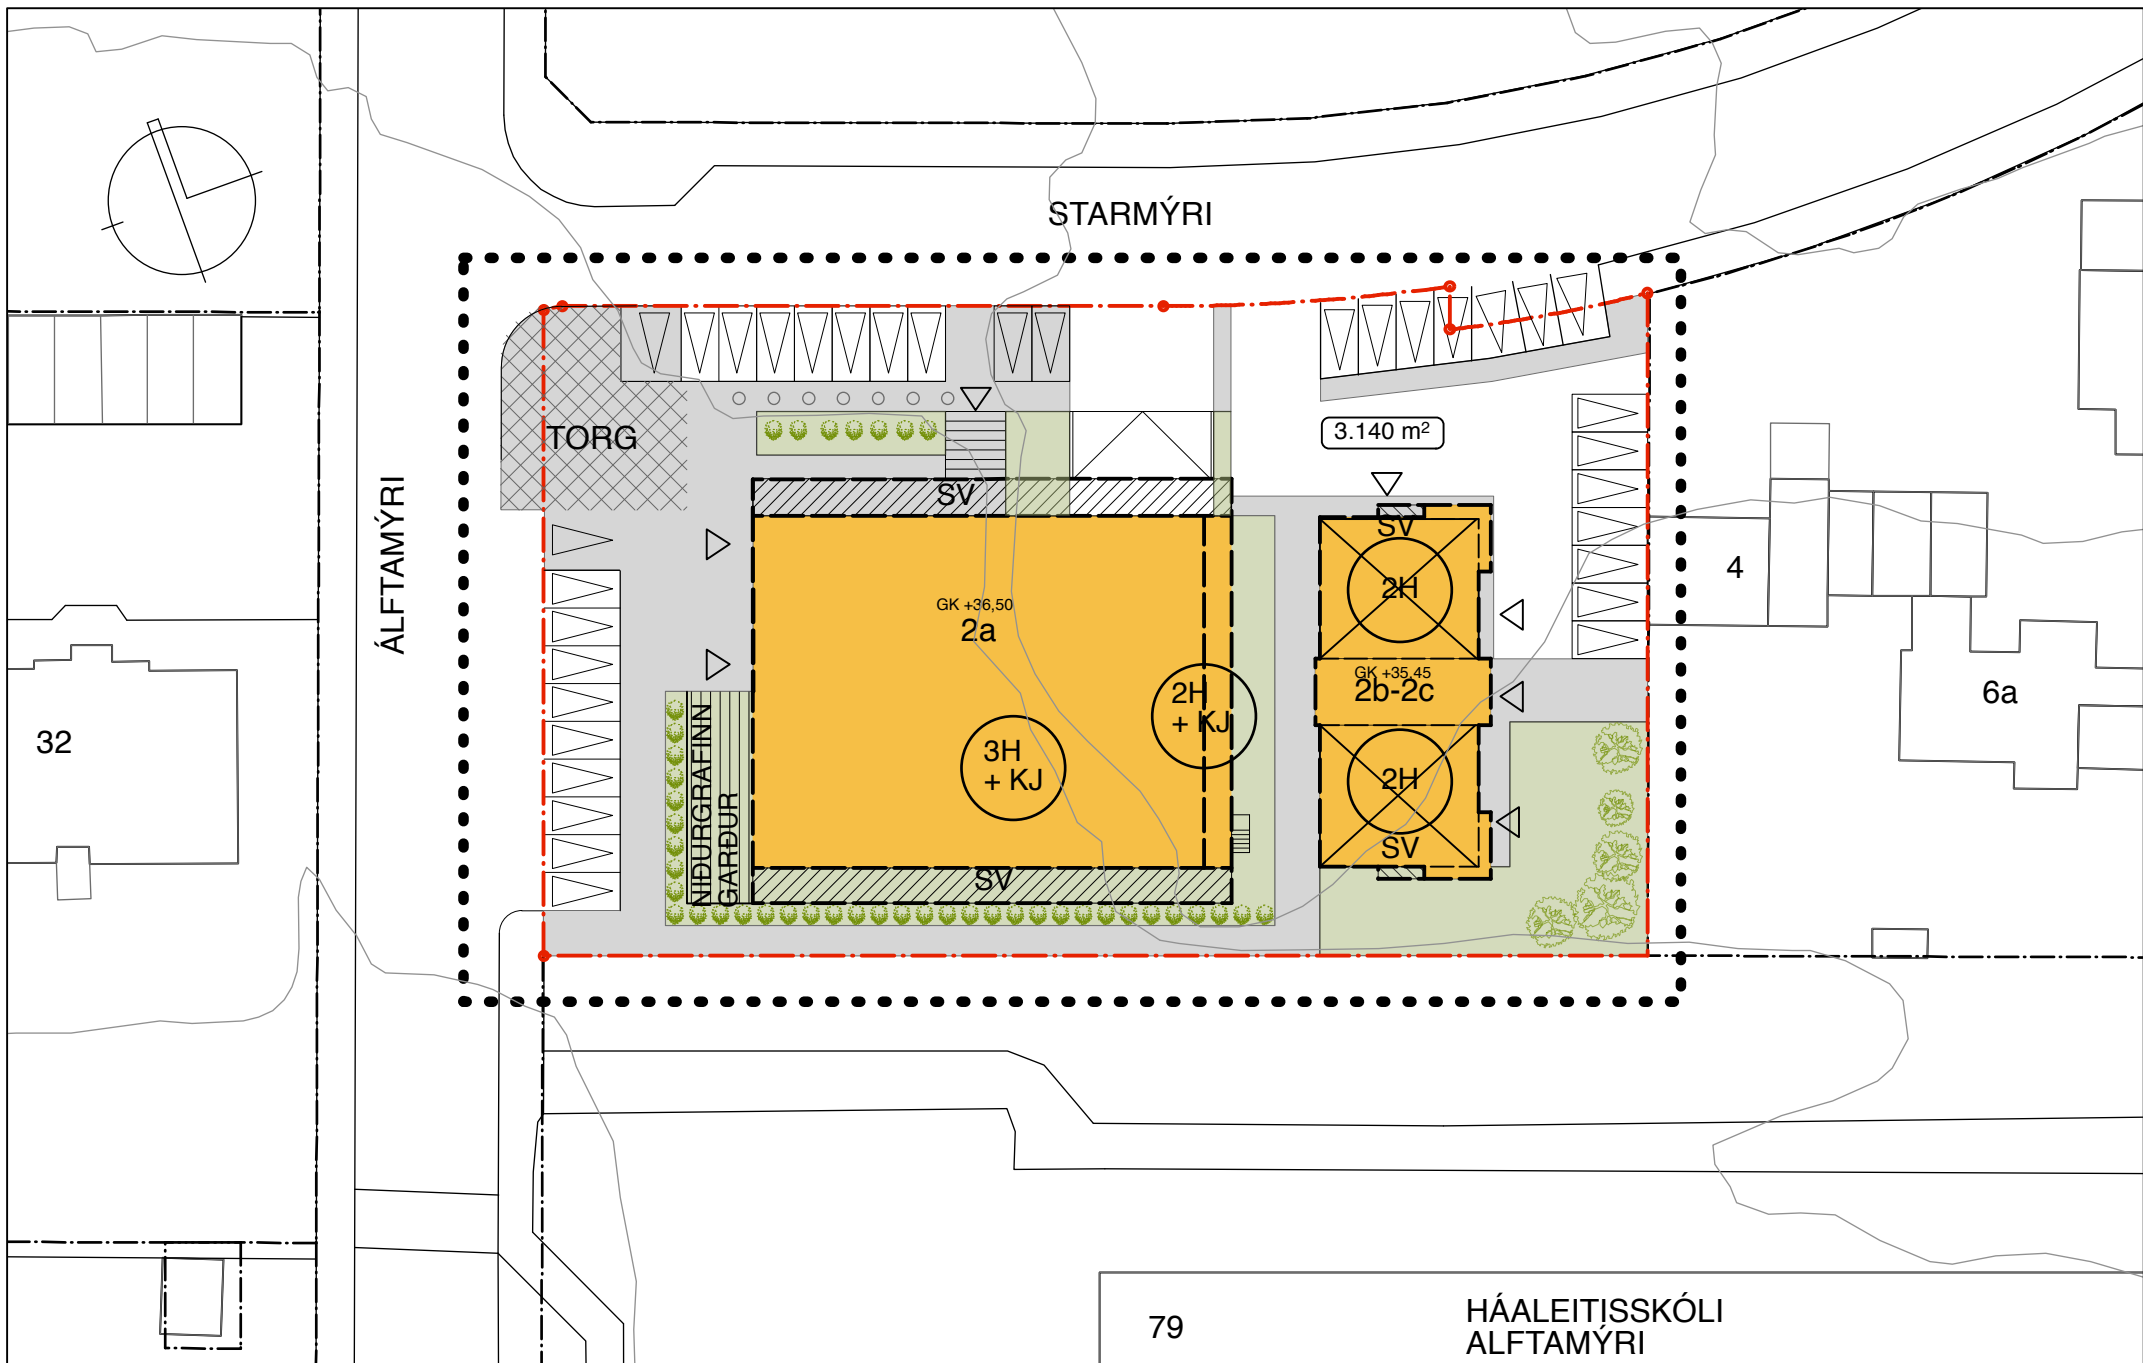 STARMÝRI
TORG
3.140 m²
ÁLFTAMÝRI
SV
SV
2H
4
GK +36,50
2a
GK +35.45
2b-2c
2H
+ KJ
6a
32
3H
+ KJ
2H
NIÐURGRAFINN
GARÐUR
SV
SV
79
HÁALEITISSKÓLI
ALFTAMÝRI